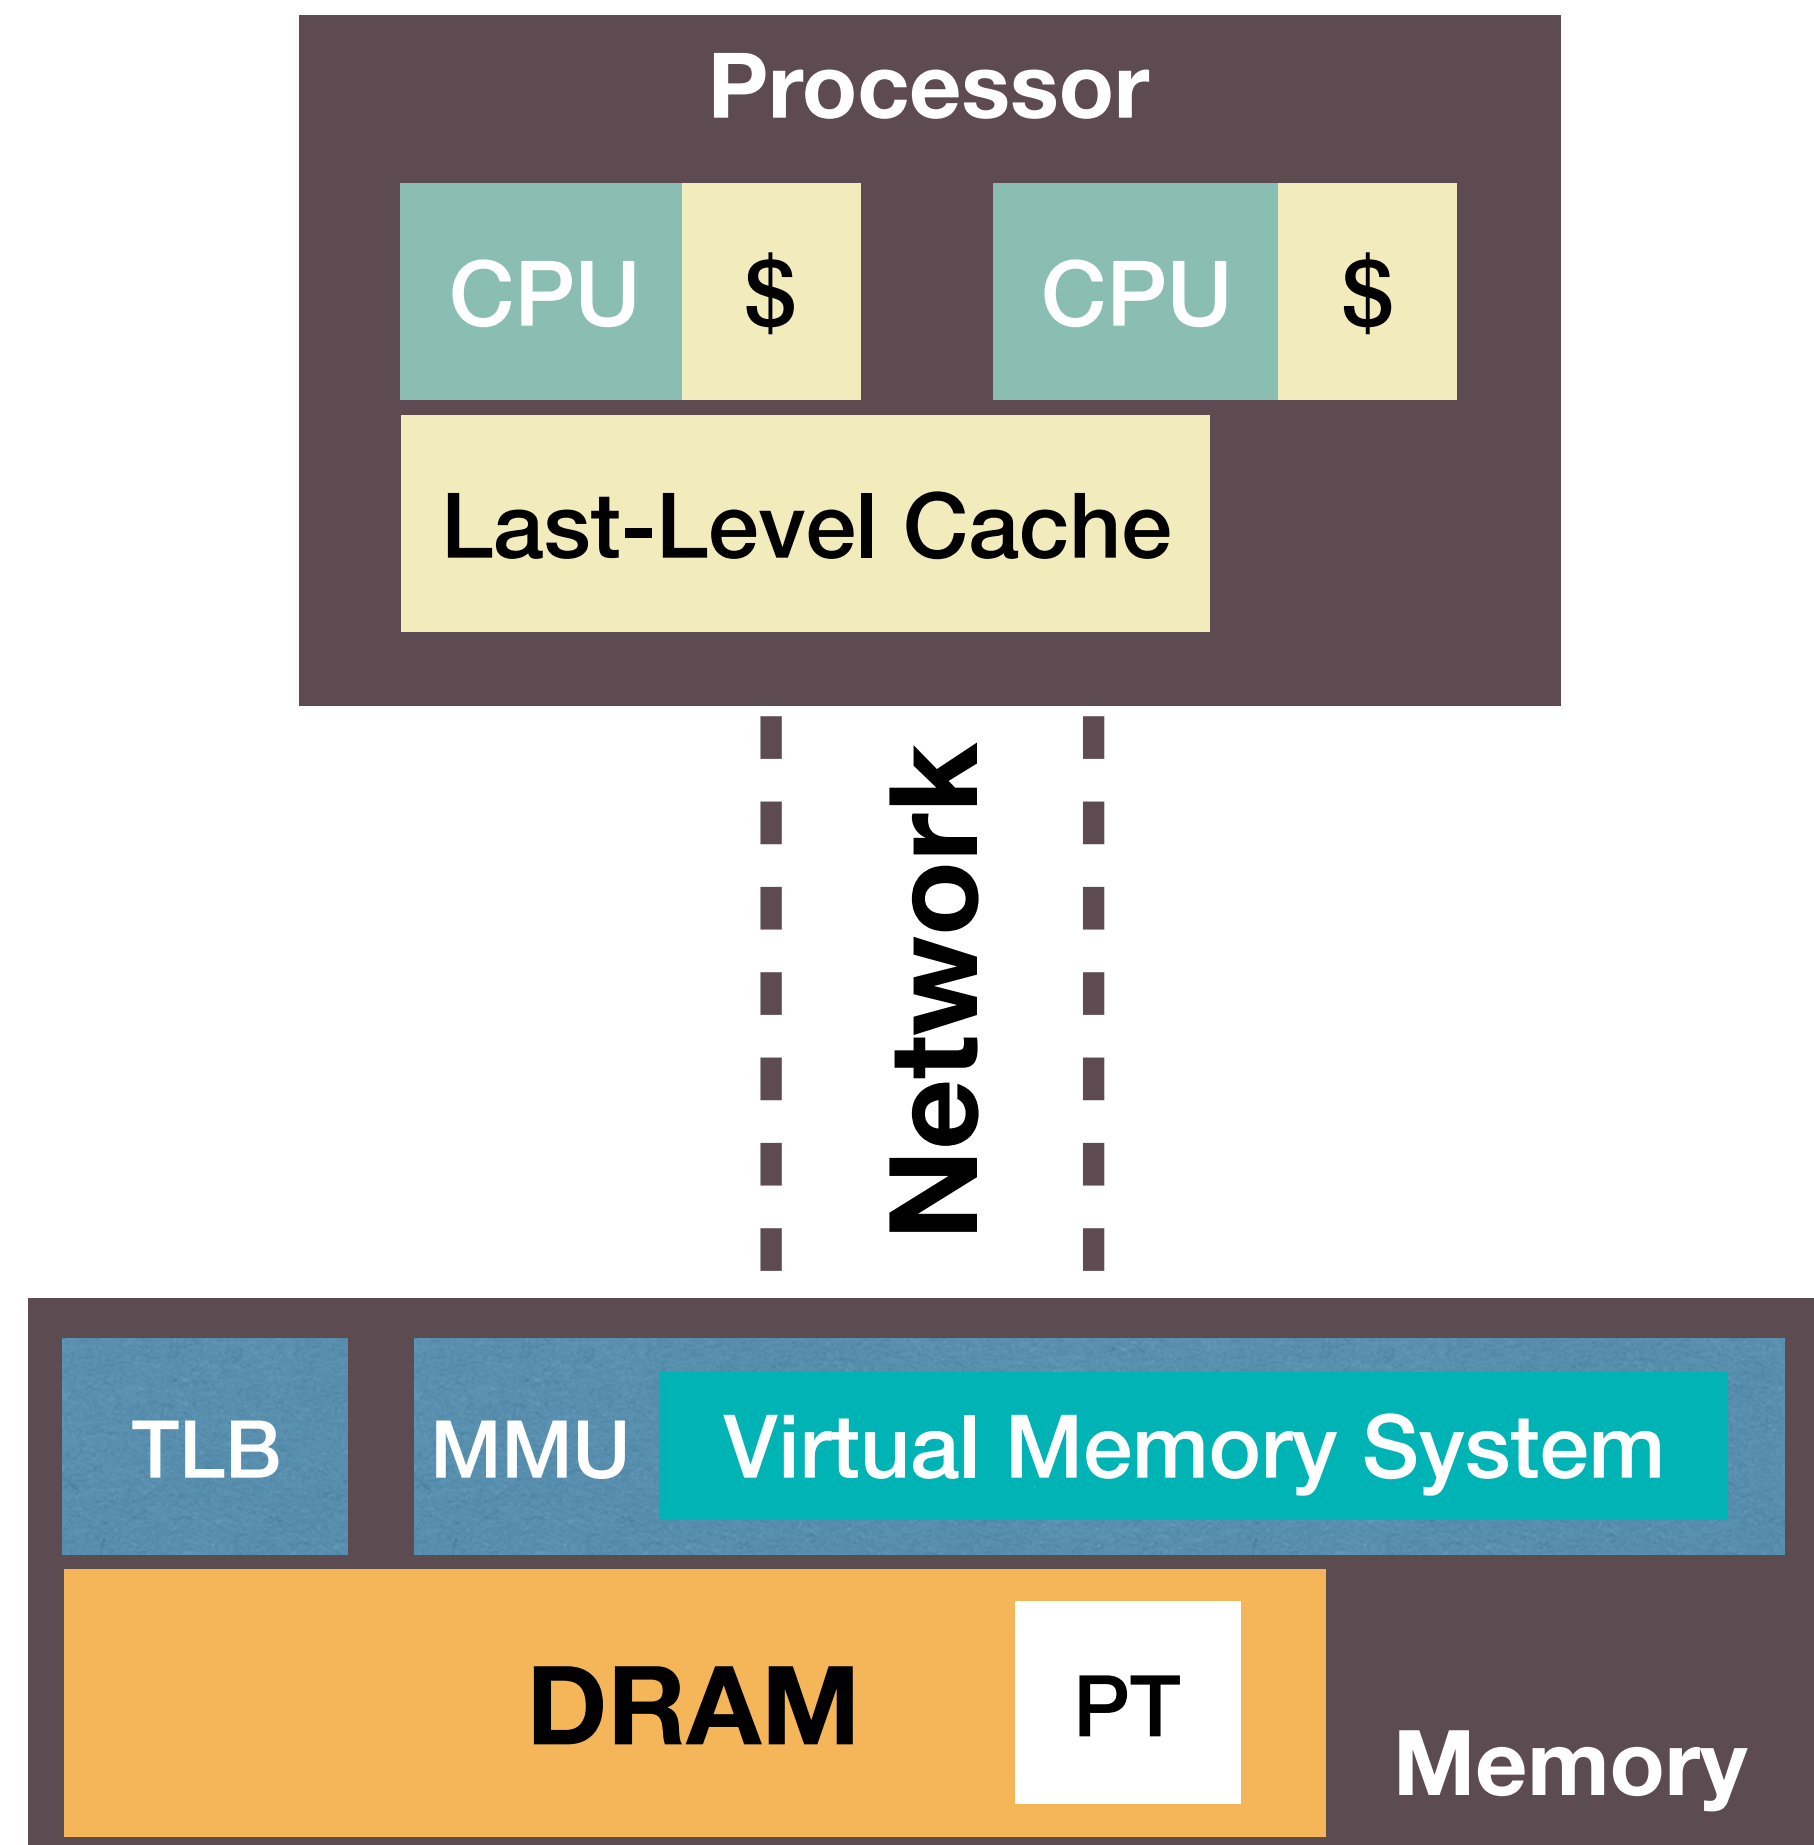 Processor
CPU $ CPU $
Last-Level Cache
Network
TLB MMU Virtual Memory System
DRAM PT
Memory